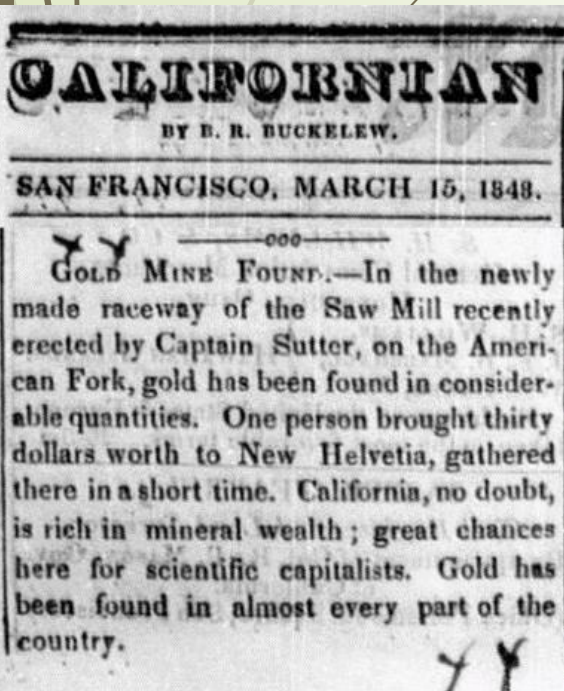 CALIFORNIAN
BY B. R. BUCKELEW.
SAN FRANCISCO, MARCH 15, 1848.
ooo
GOLD MINE FOUND.—In the newly
made raceway of the Saw Mill recently
erected by Captain Sutter, on the Ameri-
can Fork, gold has been found in consider-
able quantities. One person brought thirty
dollars worth to New Helvetia, gathered
there in a short time. California, no doubt,
is rich in mineral wealth; great chances
here for scientific capitalists. Gold has
been found in almost every part of the
country.